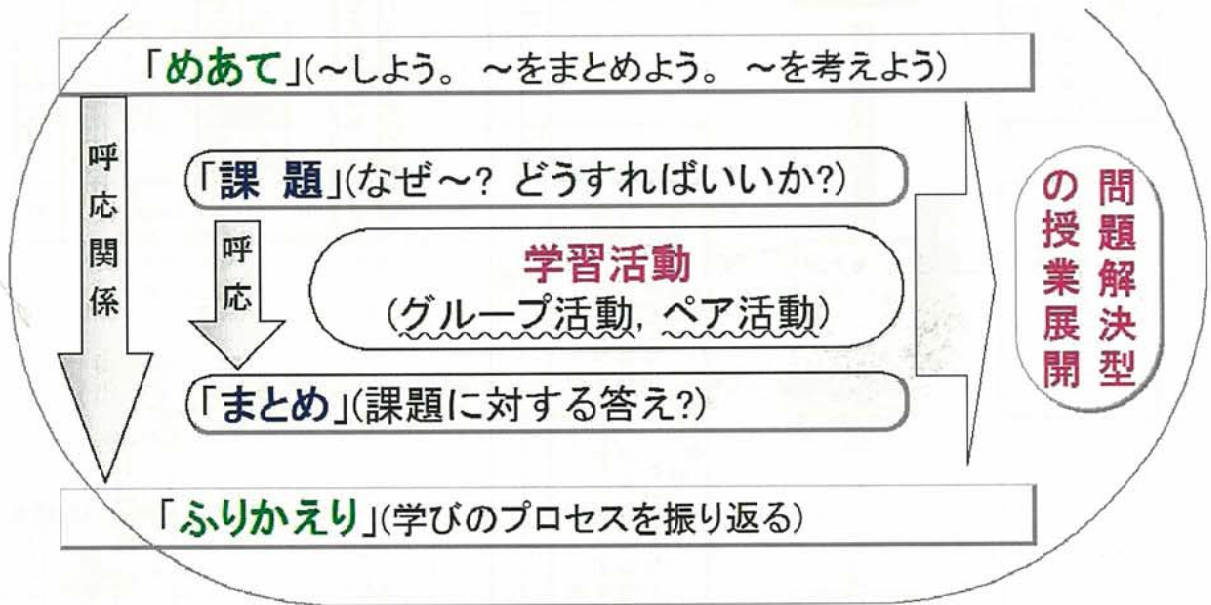 「めあて」(～しよう。 ～をまとめよう。 ～を考えよう)
呼応関係
「課 題」(なぜ～? どうすればいいか?)
呼応
学習活動
(グループ活動, ペア活動)
「まとめ」(課題に対する答え?)
「ふりかえり」(学びのプロセスを振り返る)
問題解決型
の授業展開